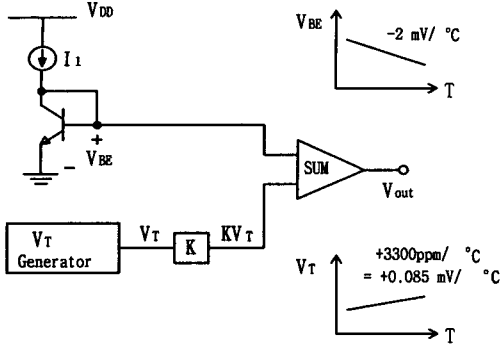 VDD
I1
+
VBE
−
VT
Generator
VT
K
KVT
SUM
Vout
VBE
-2 mV/ °C
T
VT
+3300ppm/ °C
= +0.085 mV/ °C
T